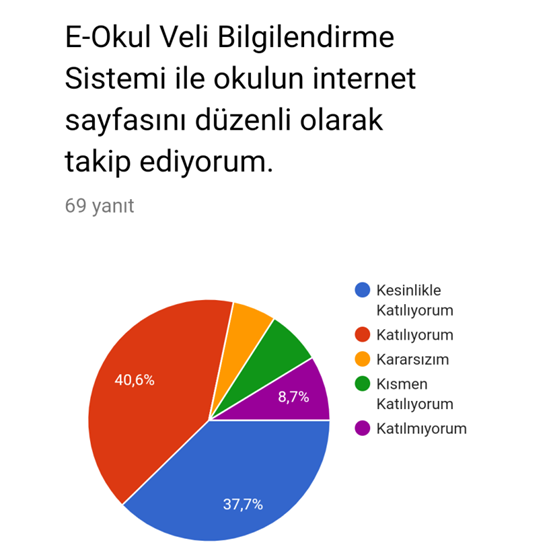 E-Okul Veli Bilgilendirme
Sistemi ile okulun internet
sayfasını düzenli olarak
takip ediyorum.
69 yanıt
Kesinlikle
Katılıyorum
Katılıyorum
Kararsızım
Kısmen
Katılıyorum
Katılmıyorum
40,6%
8,7%
37,7%